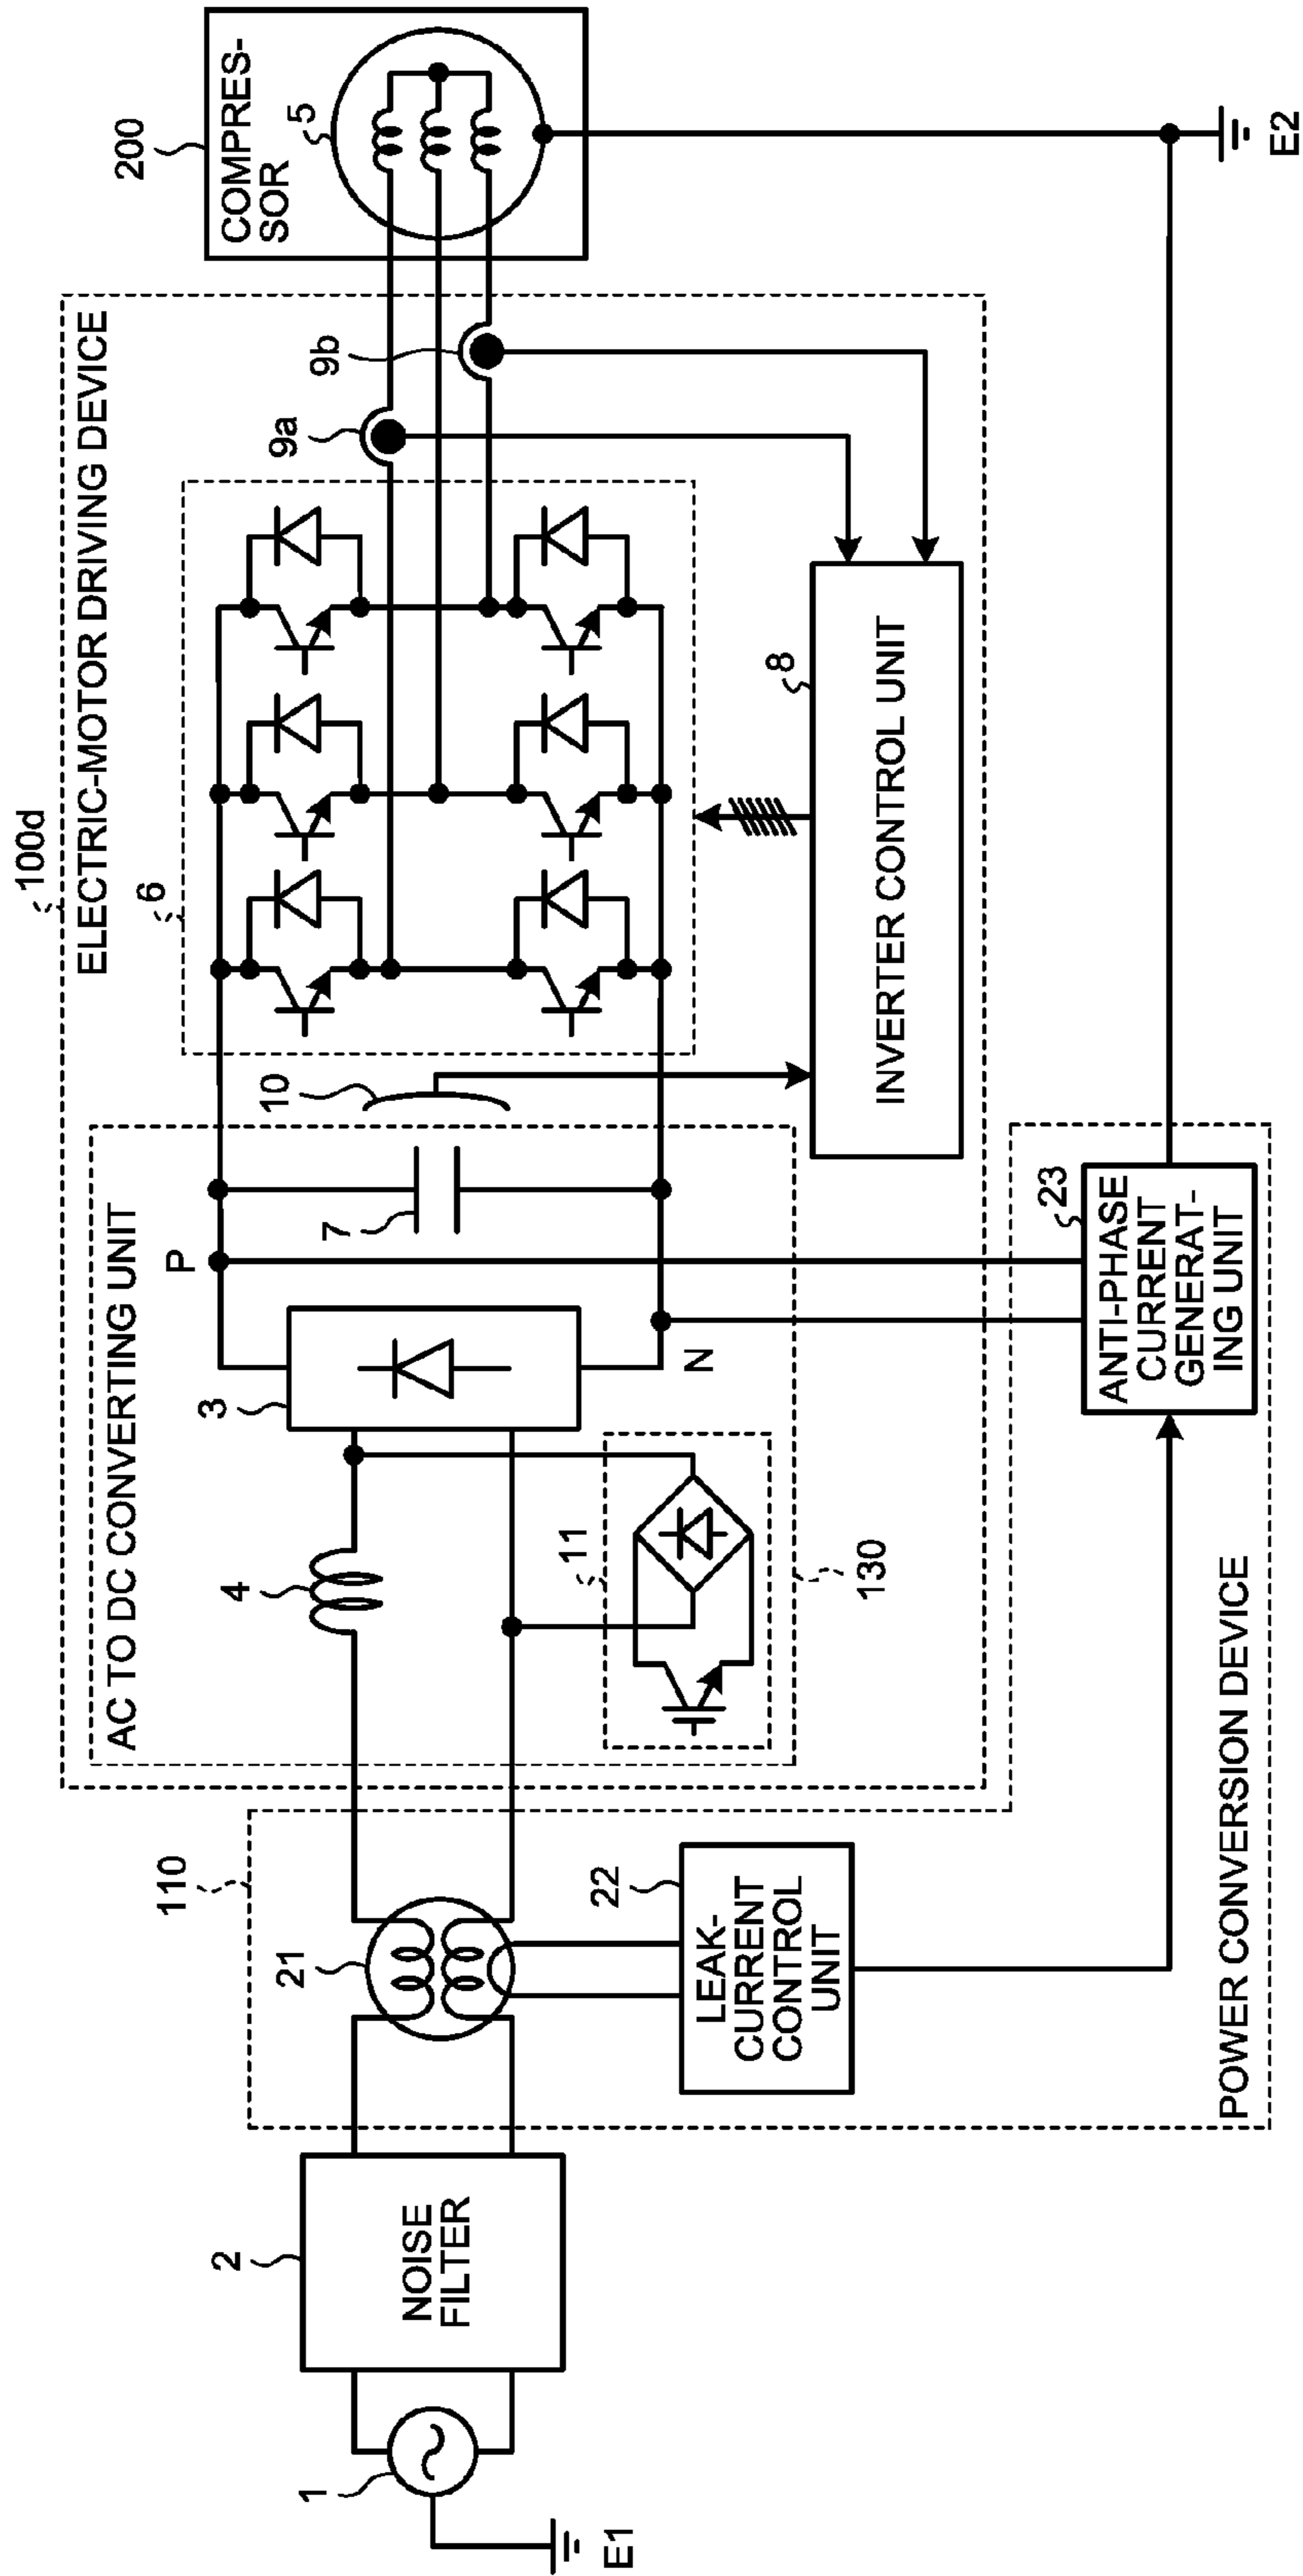 100d
ELECTRIC-MOTOR DRIVING DEVICE
200
COMPRES-
SOR
5
AC TO DC CONVERTING UNIT
P
6
9a
9b
110
21
4
3
7
10
2
NOISE
FILTER
1
E1
N
11
130
8
INVERTER CONTROL UNIT
22
LEAK-
CURRENT
CONTROL
UNIT
23
ANTI-PHASE
CURRENT
GENERAT-
ING UNIT
POWER CONVERSION DEVICE
E2